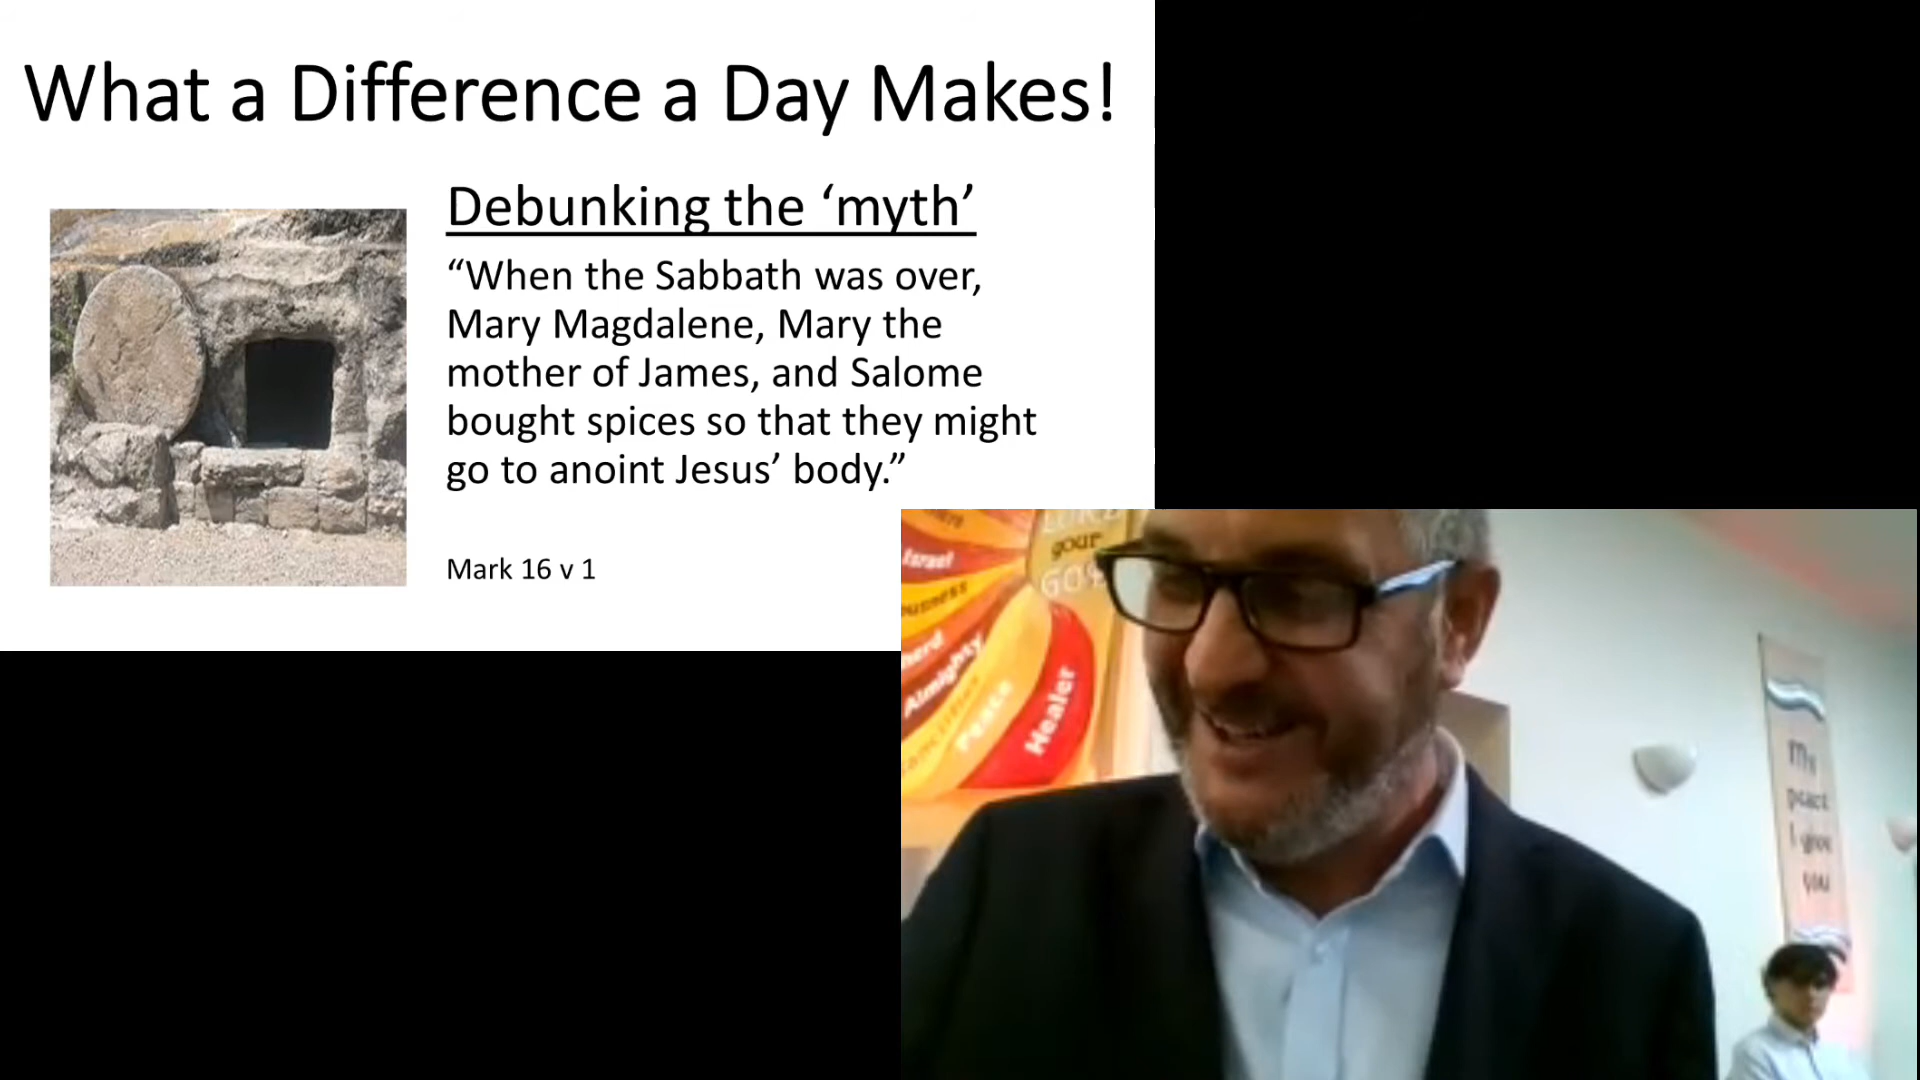 What a Difference a Day Makes!
Debunking the ‘myth’
“When the Sabbath was over,
Mary Magdalene, Mary the
mother of James, and Salome
bought spices so that they might
go to anoint Jesus’ body.”
Mark 16 v 1
your
Israel
Almighty
Peace
Healer
My
peace
I give
you